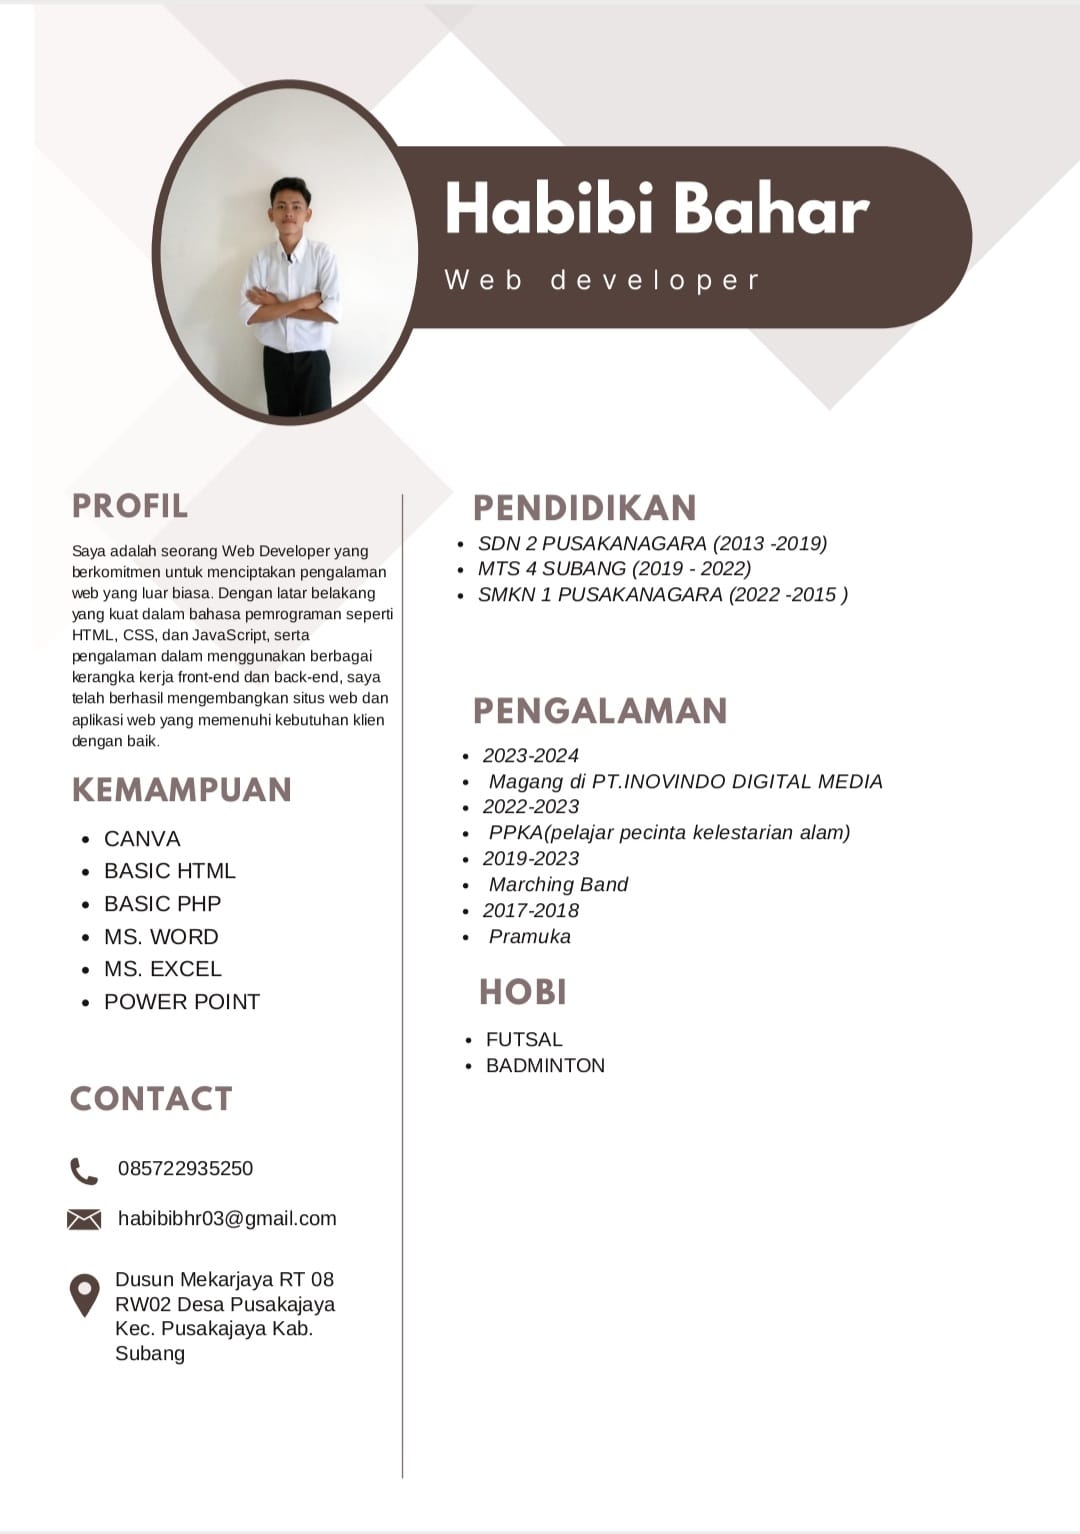 Habibi Bahar
Web developer
PROFIL
Saya adalah seorang Web Developer yang
berkomitmen untuk menciptakan pengalaman
web yang luar biasa. Dengan latar belakang
yang kuat dalam bahasa pemrograman seperti
HTML, CSS, dan JavaScript, serta
pengalaman dalam menggunakan berbagai
kerangka kerja front-end dan back-end, saya
telah berhasil mengembangkan situs web dan
aplikasi web yang memenuhi kebutuhan klien
dengan baik.
KEMAMPUAN
• CANVA
• BASIC HTML
• BASIC PHP
• MS. WORD
• MS. EXCEL
• POWER POINT
CONTACT
085722935250
habibibhr03@gmail.com
Dusun Mekarjaya RT 08
RW02 Desa Pusakajaya
Kec. Pusakajaya Kab.
Subang
PENDIDIKAN
• SDN 2 PUSAKANAGARA (2013 -2019)
• MTS 4 SUBANG (2019 - 2022)
• SMKN 1 PUSAKANAGARA (2022 -2015 )
PENGALAMAN
• 2023-2024
• Magang di PT.INOVINDO DIGITAL MEDIA
• 2022-2023
• PPKA(pelajar pecinta kelestarian alam)
• 2019-2023
• Marching Band
• 2017-2018
• Pramuka
HOBI
• FUTSAL
• BADMINTON